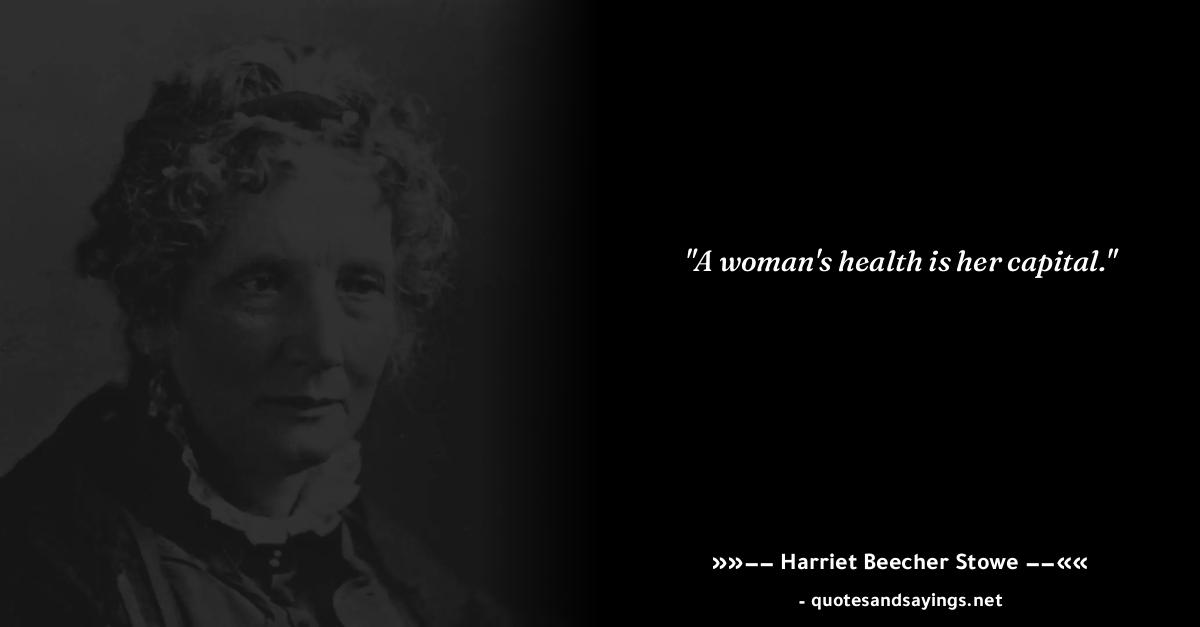 "A woman's health is her capital."
»»−− Harriet Beecher Stowe −−««
- quotesandsayings.net